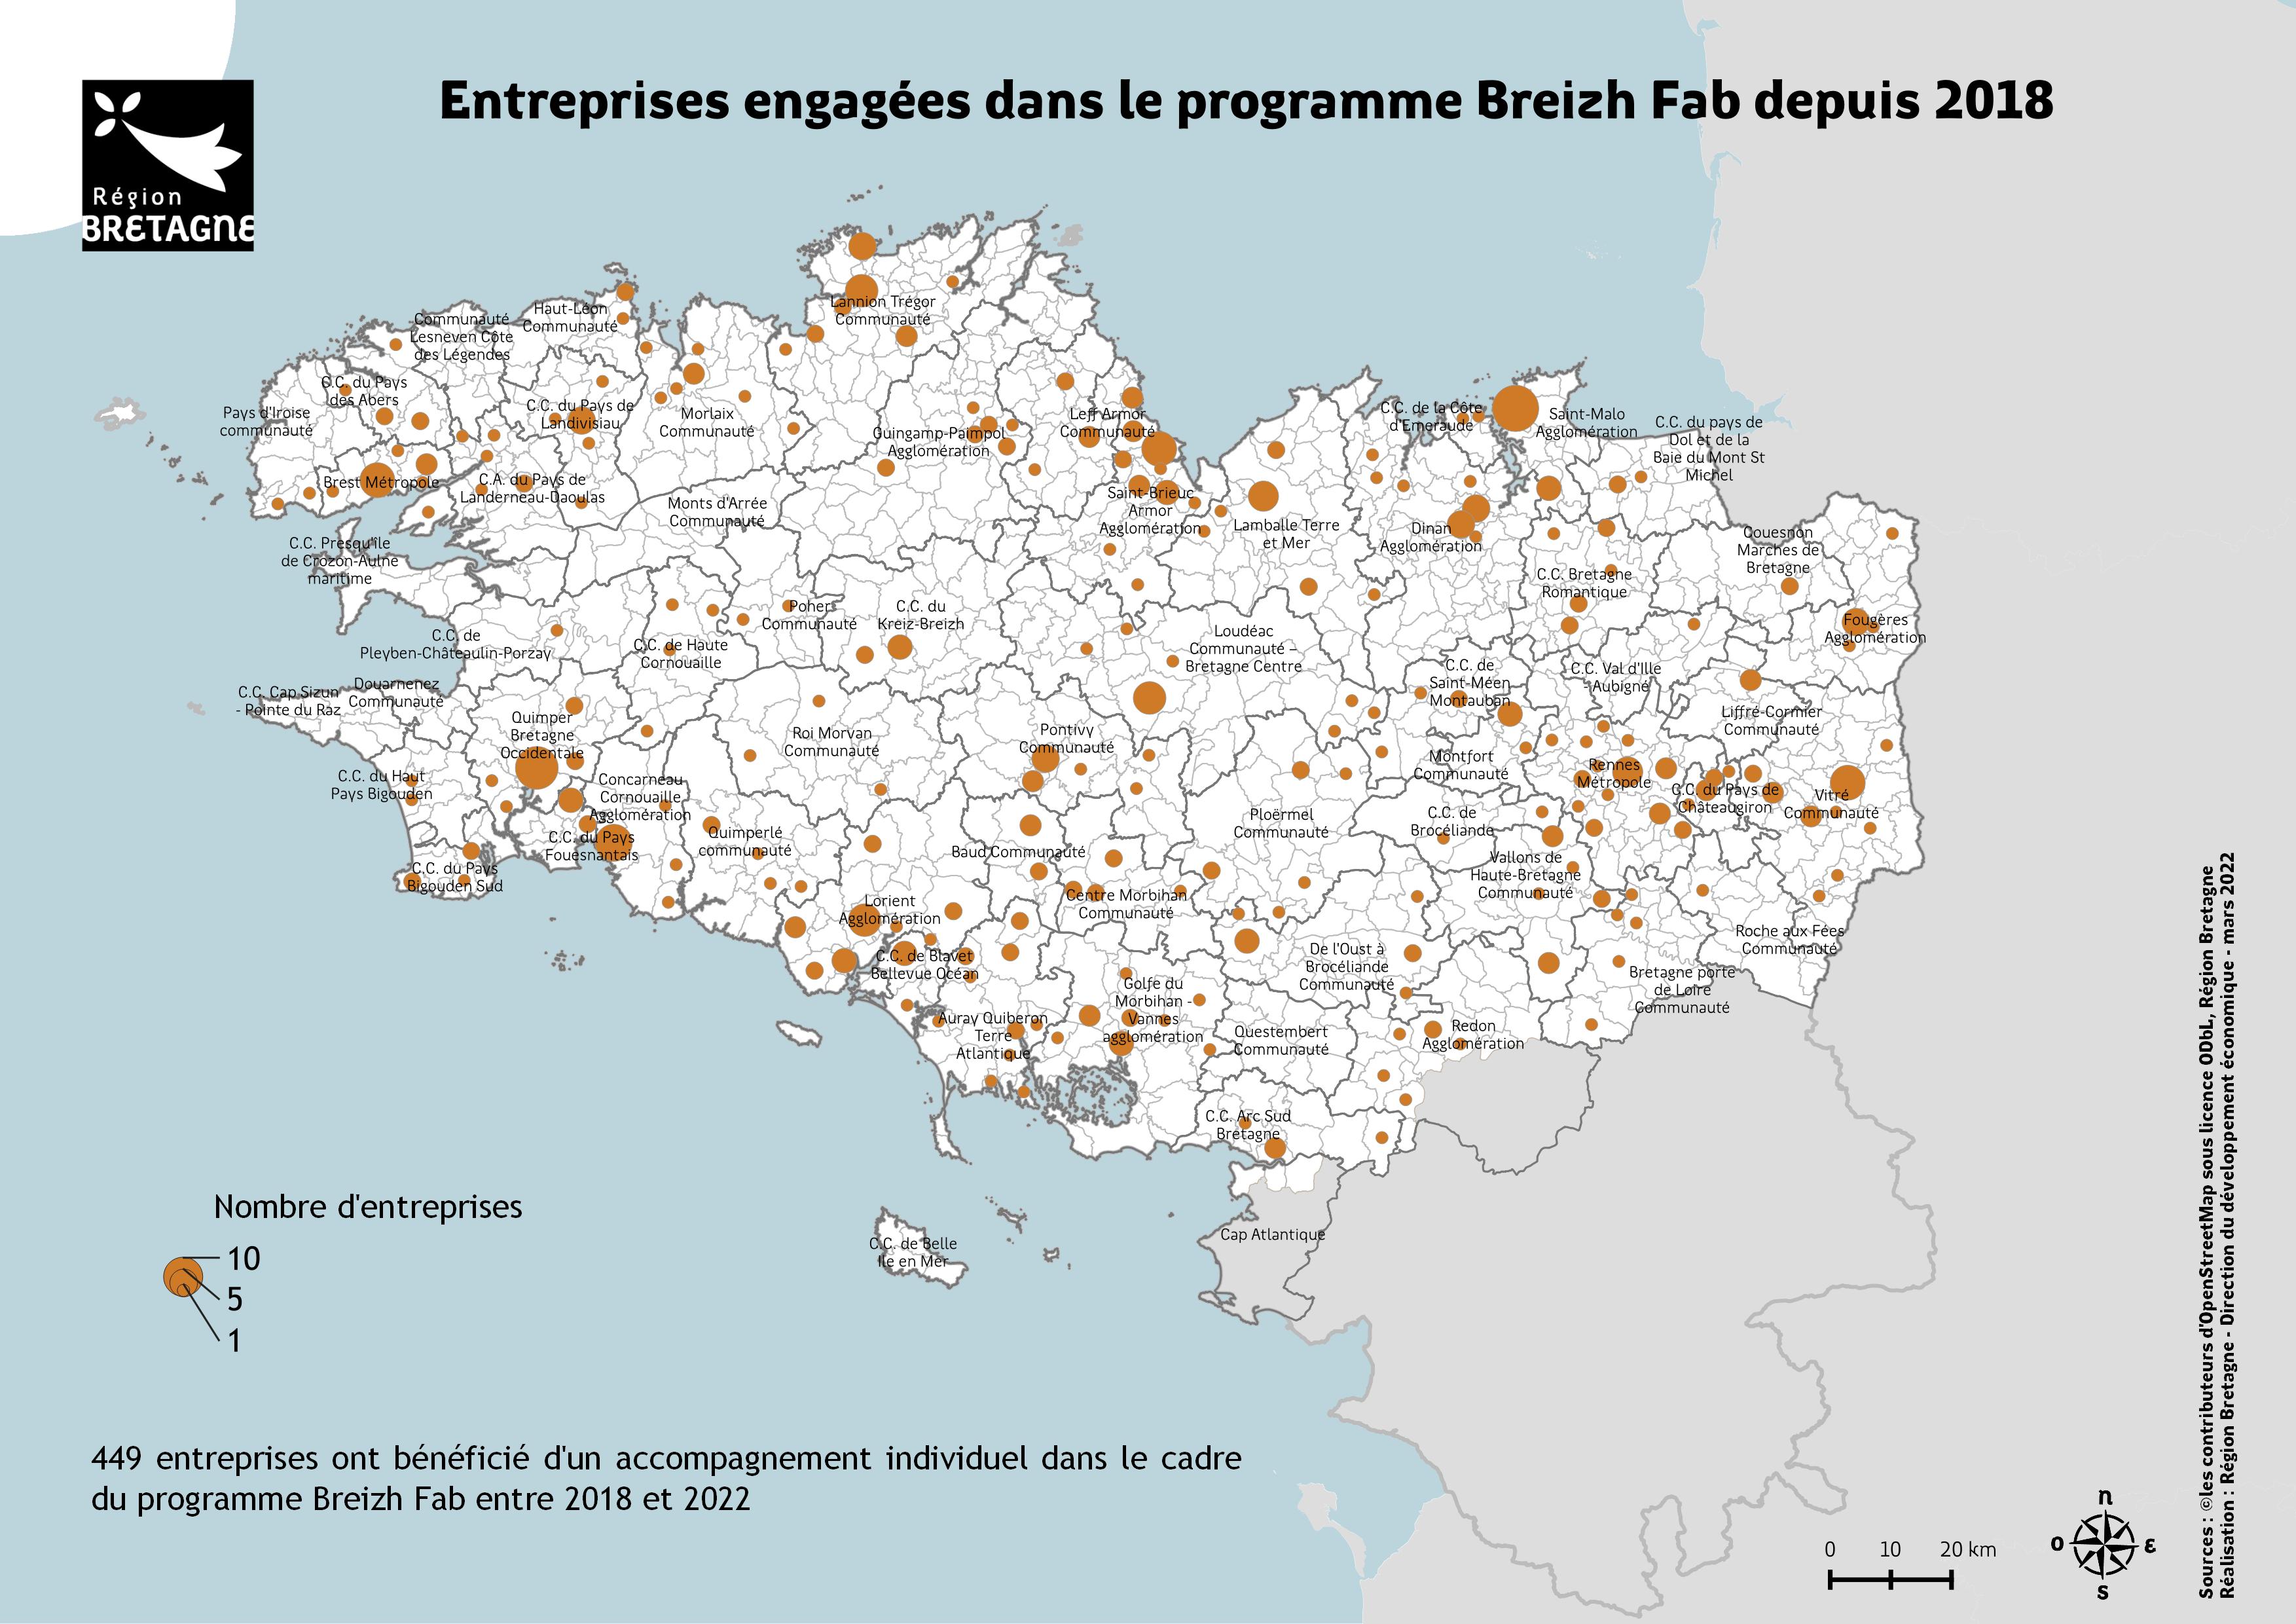 Entreprises engagées dans le programme Breizh Fab depuis 2018
Région
BRETAGNE
Lannion Trégor
Communauté
Haut-Léon
Communauté
Communauté
Lesneven Côte
des Légendes
C.C. du Pays
des Abers
Pays d'Iroise
communauté
C.C. du Pays de
Landivisiau
Morlaix
Communauté
Guingamp-Paimpol
Agglomération
Leff Armor
Communauté
C.C. de la Côte
d'Emeraude
Saint-Malo
Agglomération
C.C. du pays de
Dol et de la
Baie du Mont St
Michel
Brest Métropole
C.A. du Pays de
Landerneau-Daoulas
Monts d'Arrée
Communauté
Saint-Brieuc
Armor
Agglomération
Lamballe Terre
et Mer
Dinan
Agglomération
Couesnon
Marches de
Bretagne
C.C. Presqu'île
de Crozon-Aulne
maritime
C.C. Bretagne
Romantique
Poher
Communauté
C.C. du
Kreiz-Breizh
Fougères
Agglomération
C.C. de
Pleyben-Châteaulin-Porzay
C.C. de Haute
Cornouaille
Loudéac
Communauté –
Bretagne Centre
C.C. de
Saint-Méen
Montauban
C.C. Val d'Ille
- Aubigné
C.C. Cap Sizun
- Pointe du Raz
Douarnenez
Communauté
Quimper
Bretagne
Occidentale
Roi Morvan
Communauté
Pontivy
Communauté
Liffré-Cormier
Communauté
Montfort
Communauté
Rennes
Métropole
C.C. du Haut
Pays Bigouden
Concarneau
Cornouaille
Agglomération
C.C. du Pays de
Châteaugiron
Vitré
Communauté
Ploërmel
Communauté
C.C. de
Brocéliande
C.C. du Pays
Fouesnantais
Quimperlé
communauté
Baud Communauté
C.C. du Pays
Bigouden Sud
Vallons de
Haute-Bretagne
Communauté
Lorient
Agglomération
Centre Morbihan
Communauté
Roche aux Fées
Communauté
C.C. de Blavet
Bellevue Océan
De l'Oust à
Brocéliande
Communauté
Bretagne porte
de Loire
Communauté
Golfe du
Morbihan -
Vannes
agglomération
Auray Quiberon
Terre
Atlantique
Questembert
Communauté
Redon
Agglomération
C.C. Arc Sud
Bretagne
Cap Atlantique
C.C. de Belle
Ile en Mer
Nombre d'entreprises
10
5
1
449 entreprises ont bénéficié d'un accompagnement individuel dans le cadre
du programme Breizh Fab entre 2018 et 2022
0 10 20 km
n
o ε
s
Sources : ©les contributeurs d'OpenStreetMap sous licence ODbL, Région Bretagne
Réalisation : Région Bretagne - Direction du développement économique - mars 2022